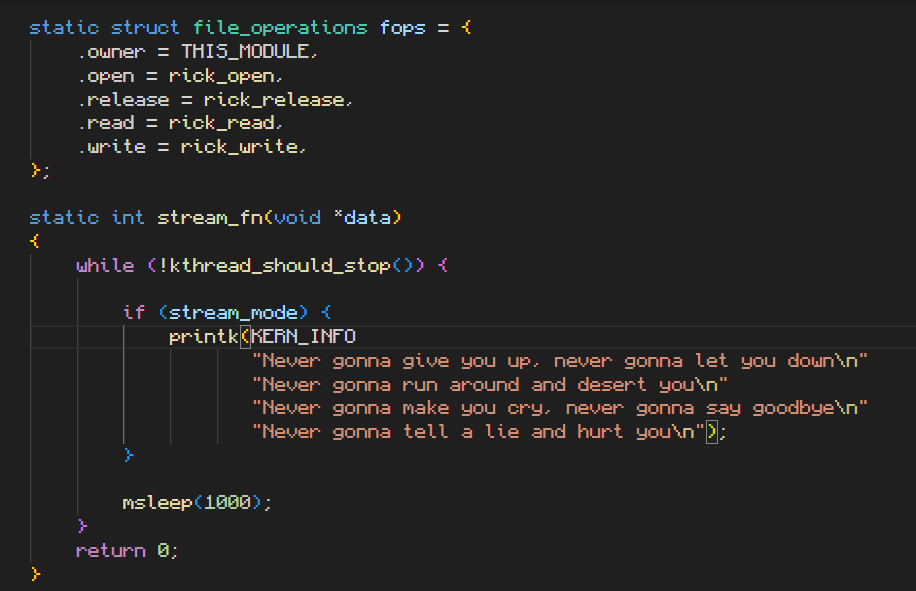 static struct file_operations fops = {
    .owner = THIS_MODULE,
    .open = rick_open,
    .release = rick_release,
    .read = rick_read,
    .write = rick_write,
};

static int stream_fn(void *data)
{
    while (!kthread_should_stop()) {

        if (stream_mode) {
            printk(KERN_INFO
                   "Never gonna give you up, never gonna let you down\n"
                   "Never gonna run around and desert you\n"
                   "Never gonna make you cry, never gonna say goodbye\n"
                   "Never gonna tell a lie and hurt you\n");
        }

        msleep(1000);
    }
    return 0;
}